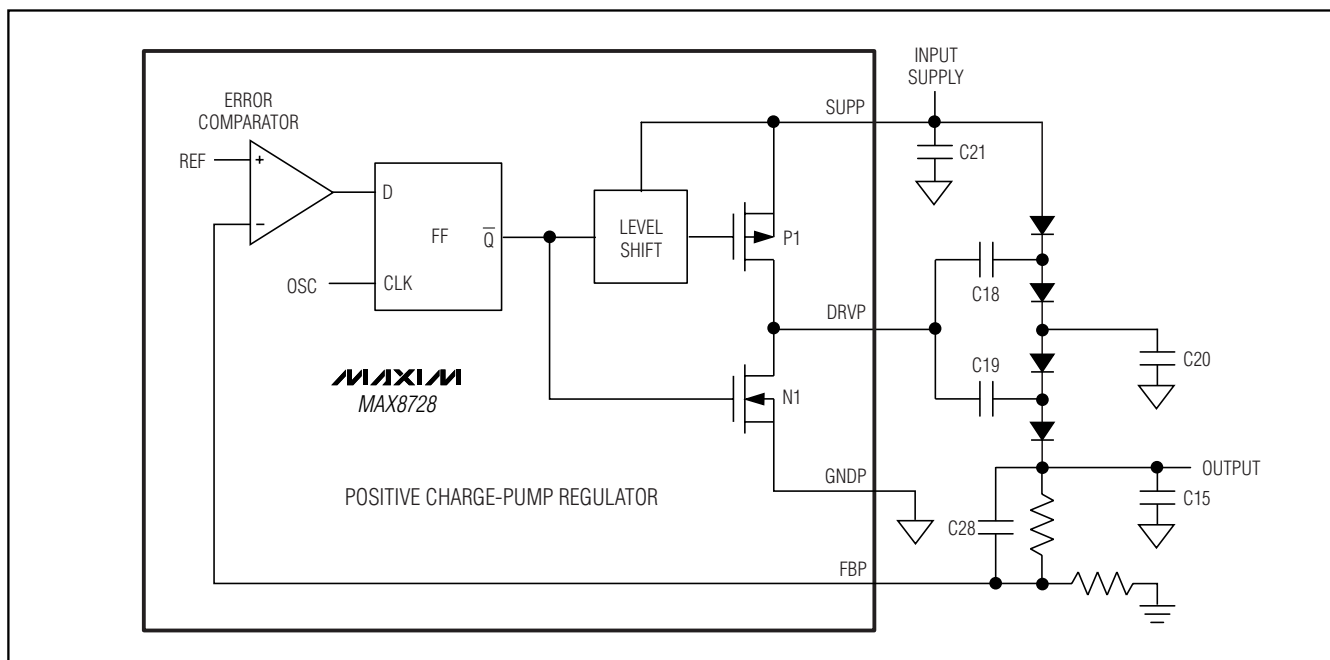 INPUT
SUPPLY
SUPP
ERROR
COMPARATOR
C21
REF
+
D
LEVEL
SHIFT
P1
−
FF
Q̅
OSC
CLK
C18
DRVP
C19
C20
MAXIM
MAX8728
N1
GNDP
OUTPUT
POSITIVE CHARGE-PUMP REGULATOR
C28
C15
FBP